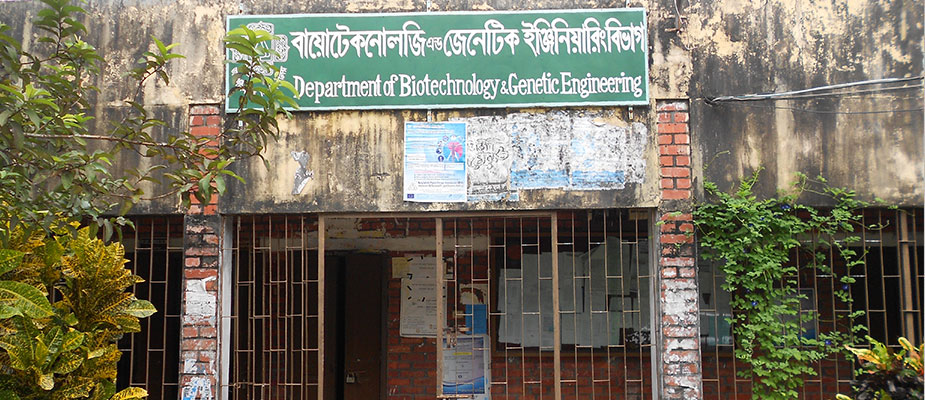 বায়োটেকনোলজি এন্ড জেনেটিক ইঞ্জিনিয়ারিং বিভাগ
Department of Biotechnology & Genetic Engineering